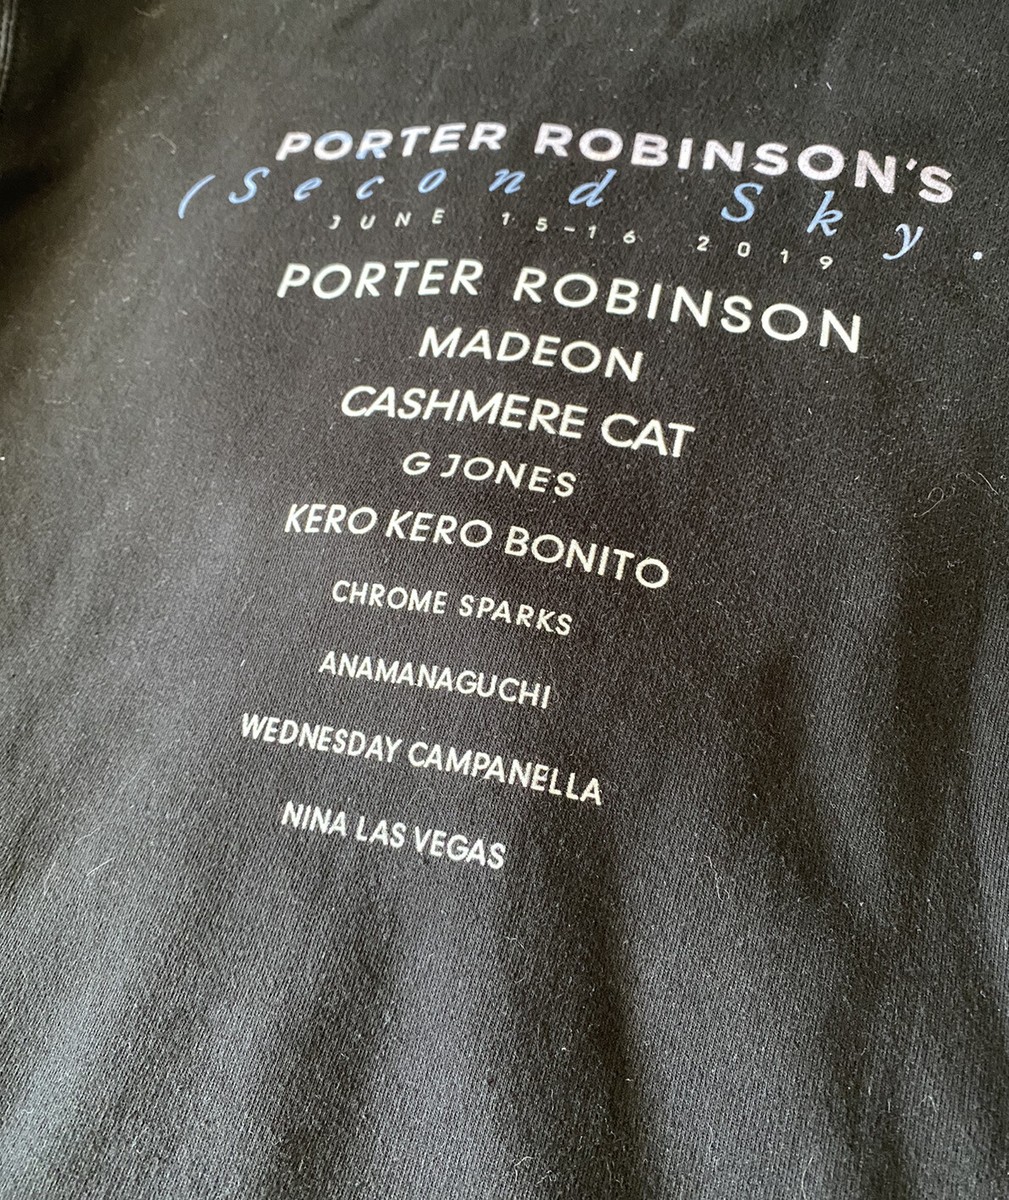 PORTER ROBINSON'S
(Second Sky.
JUNE 15-16 2019
PORTER ROBINSON
MADEON
CASHMERE CAT
G JONES
KERO KERO BONITO
CHROME SPARKS
ANAMANAGUCHI
WEDNESDAY CAMPANELLA
NINA LAS VEGAS